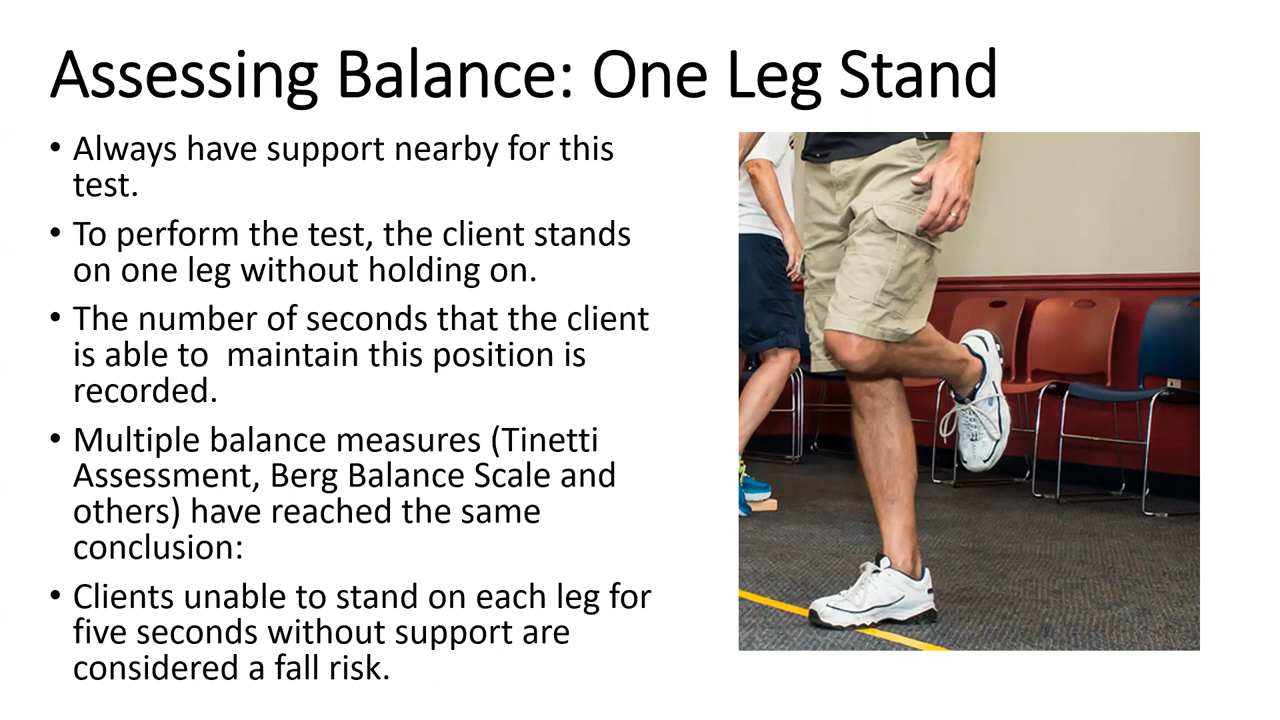 Assessing Balance: One Leg Stand
• Always have support nearby for this
test.
• To perform the test, the client stands
on one leg without holding on.
• The number of seconds that the client
is able to  maintain this position is
recorded.
• Multiple balance measures (Tinetti
Assessment, Berg Balance Scale and
others) have reached the same
conclusion:
• Clients unable to stand on each leg for
five seconds without support are
considered a fall risk.